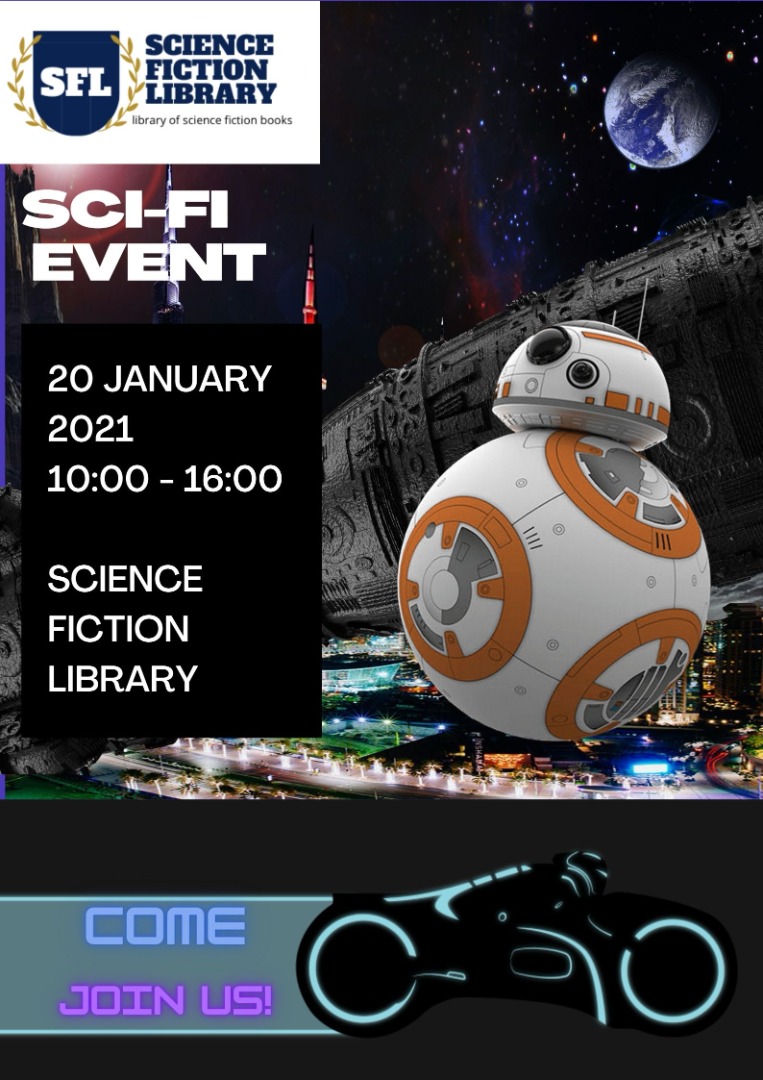 SFL
SCIENCE
FICTION
LIBRARY
library of science fiction books
SCI-FI
EVENT
20 JANUARY
2021
10:00 - 16:00
SCIENCE
FICTION
LIBRARY
COME
JOIN US!